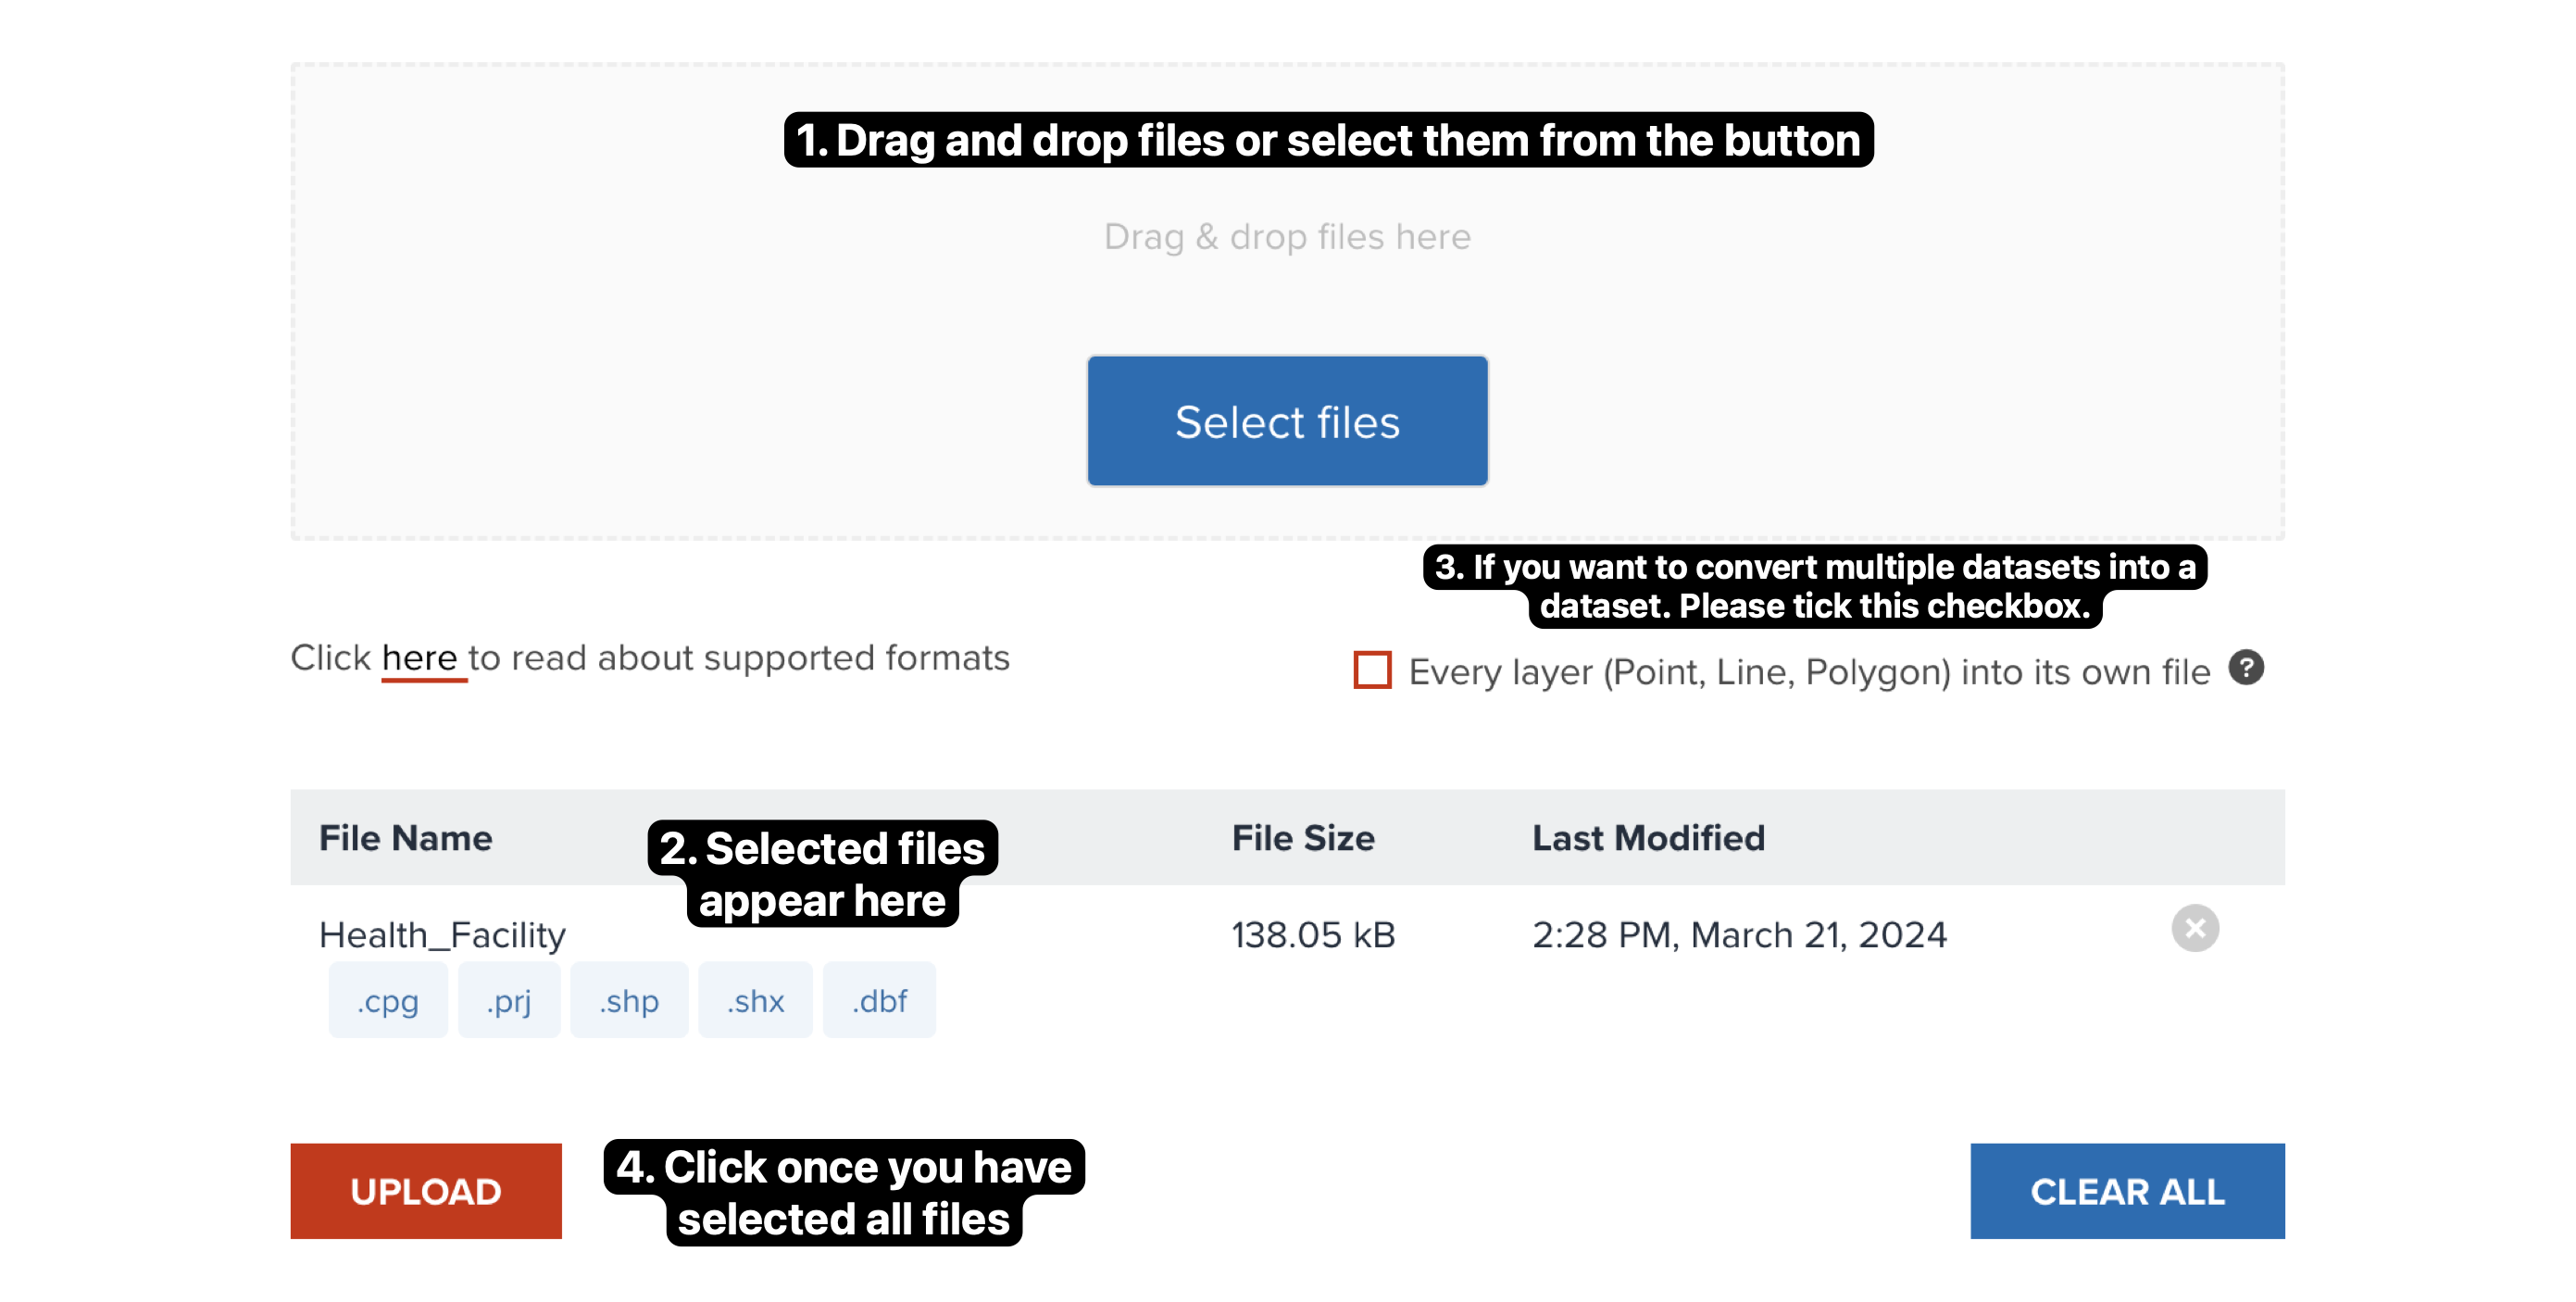 1. Drag and drop files or select them from the button
Drag & drop files here
Select files
3. If you want to convert multiple datasets into a
dataset. Please tick this checkbox.
Click here to read about supported formats
Every layer (Point, Line, Polygon) into its own file ?
File Name
2. Selected files
appear here
File Size
Last Modified
Health_Facility
138.05 kB
2:28 PM, March 21, 2024
.cpg
.prj
.shp
.shx
.dbf
UPLOAD
4. Click once you have
selected all files
CLEAR ALL